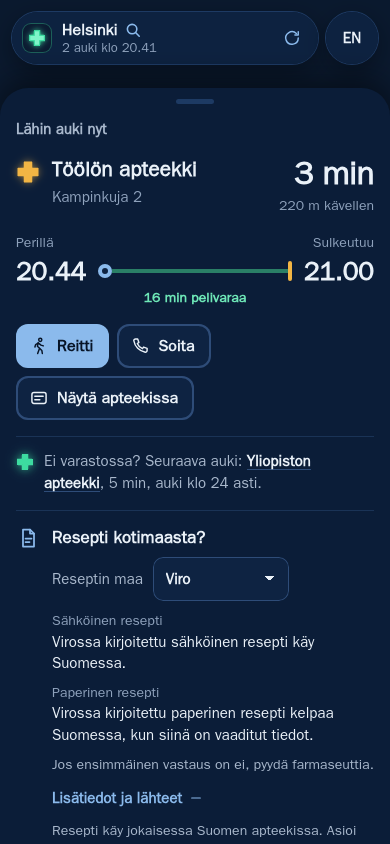 Helsinki
2 auki klo 20.41
EN
Lähin auki nyt
Töölön apteekki
3 min
Kampinkuja 2
220 m kävellen
Perillä
Sulkeutuu
20.44
21.00
16 min pelivaraa
Reitti
Soita
Näytä apteekissa
Ei varastossa? Seuraava auki: Yliopiston
apteekki, 5 min, auki klo 24 asti.
Resepti kotimaasta?
Reseptin maa
Viro
Sähköinen resepti
Virossa kirjoitettu sähköinen resepti käy
Suomessa.
Paperinen resepti
Virossa kirjoitettu paperinen resepti kelpaa
Suomessa, kun siinä on vaaditut tiedot.
Jos ensimmäinen vastaus on ei, pyydä farmaseuttia.
Lisätiedot ja lähteet –
Resepti käy jokaisessa Suomen apteekissa. Asioi